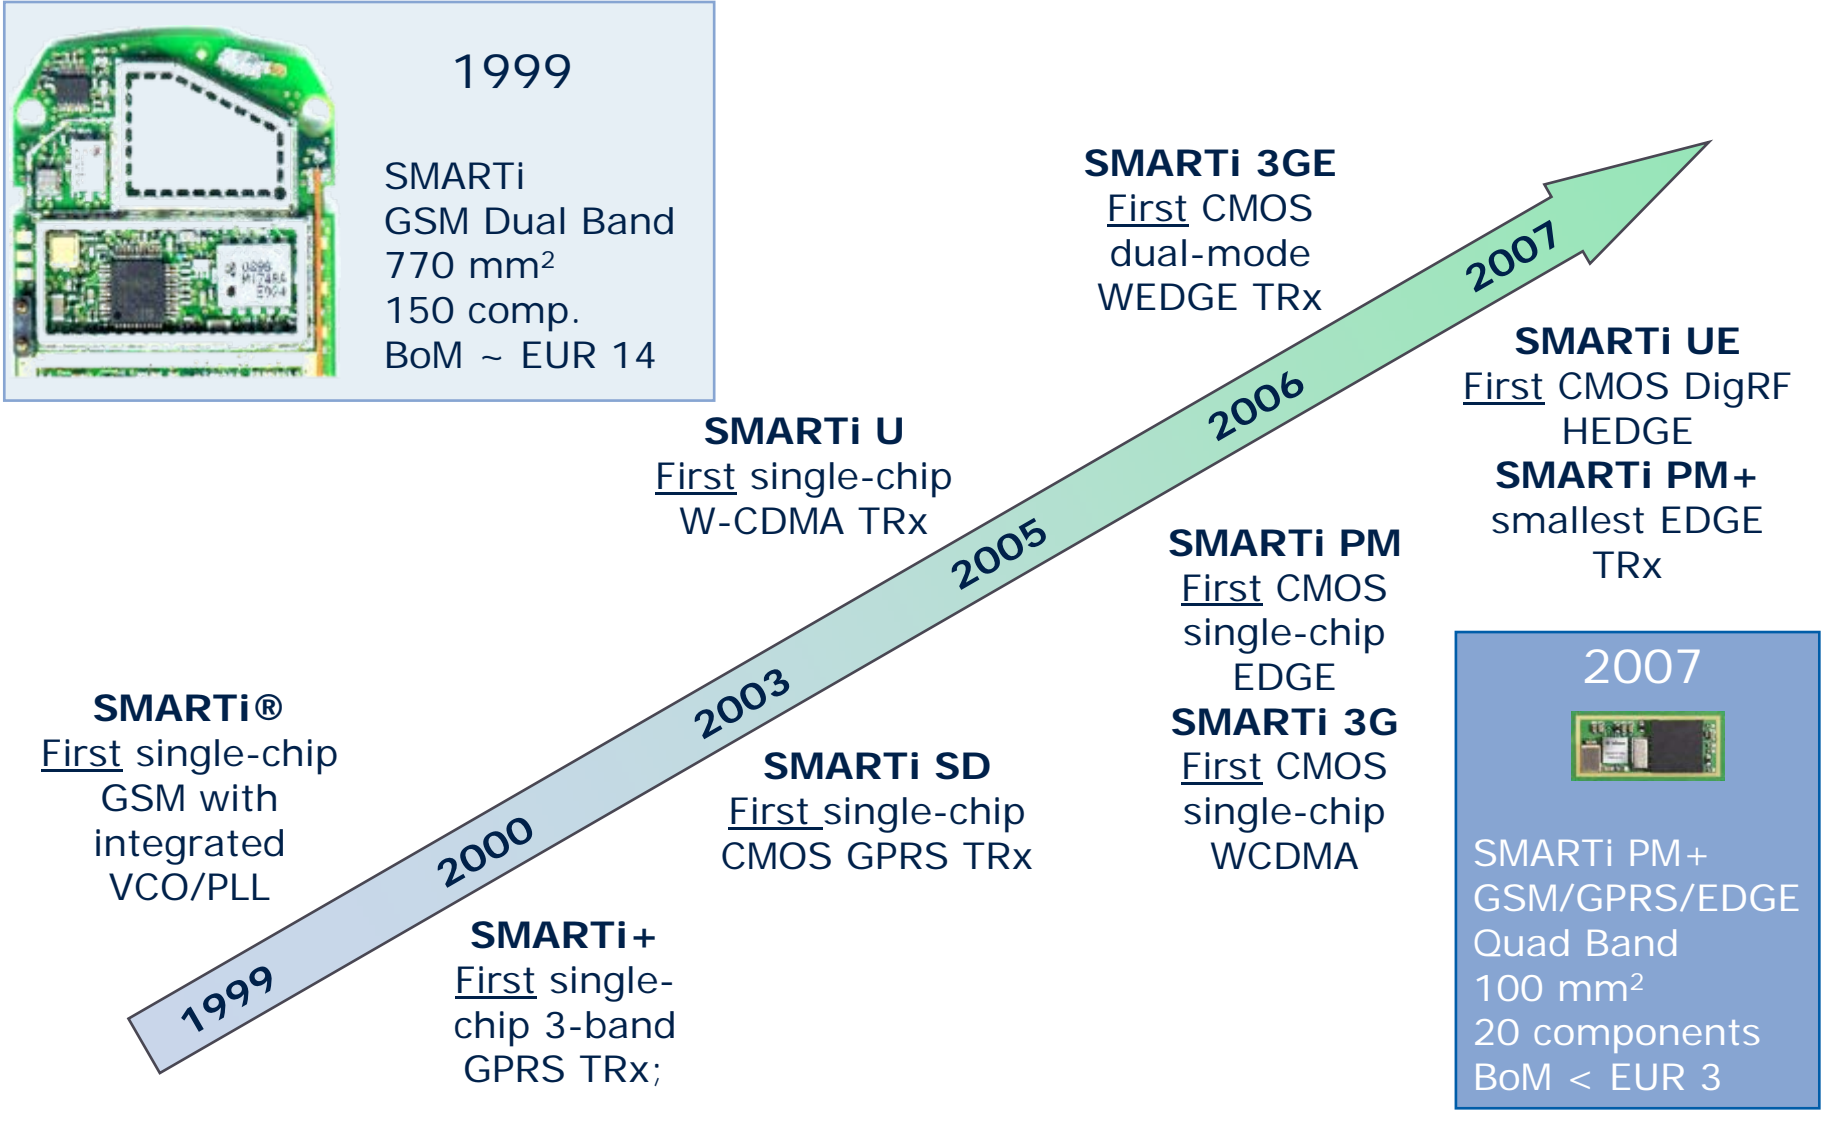 1999
SMARTi
GSM Dual Band
770 mm²
150 comp.
BoM ~ EUR 14
SMARTi 3GE
First CMOS
dual-mode
WEDGE TRx
2007
SMARTi UE
First CMOS DigRF
HEDGE
SMARTi PM+
smallest EDGE
TRx
2006
SMARTi U
First single-chip
W-CDMA TRx
2005
SMARTi PM
First CMOS
single-chip
EDGE
SMARTi 3G
First CMOS
single-chip
WCDMA
2003
SMARTi SD
First single-chip
CMOS GPRS TRx
SMARTi®
First single-chip
GSM with
integrated
VCO/PLL
2000
SMARTi+
First single-
chip 3-band
GPRS TRx;
1999
2007
SMARTi PM+
GSM/GPRS/EDGE
Quad Band
100 mm²
20 components
BoM < EUR 3